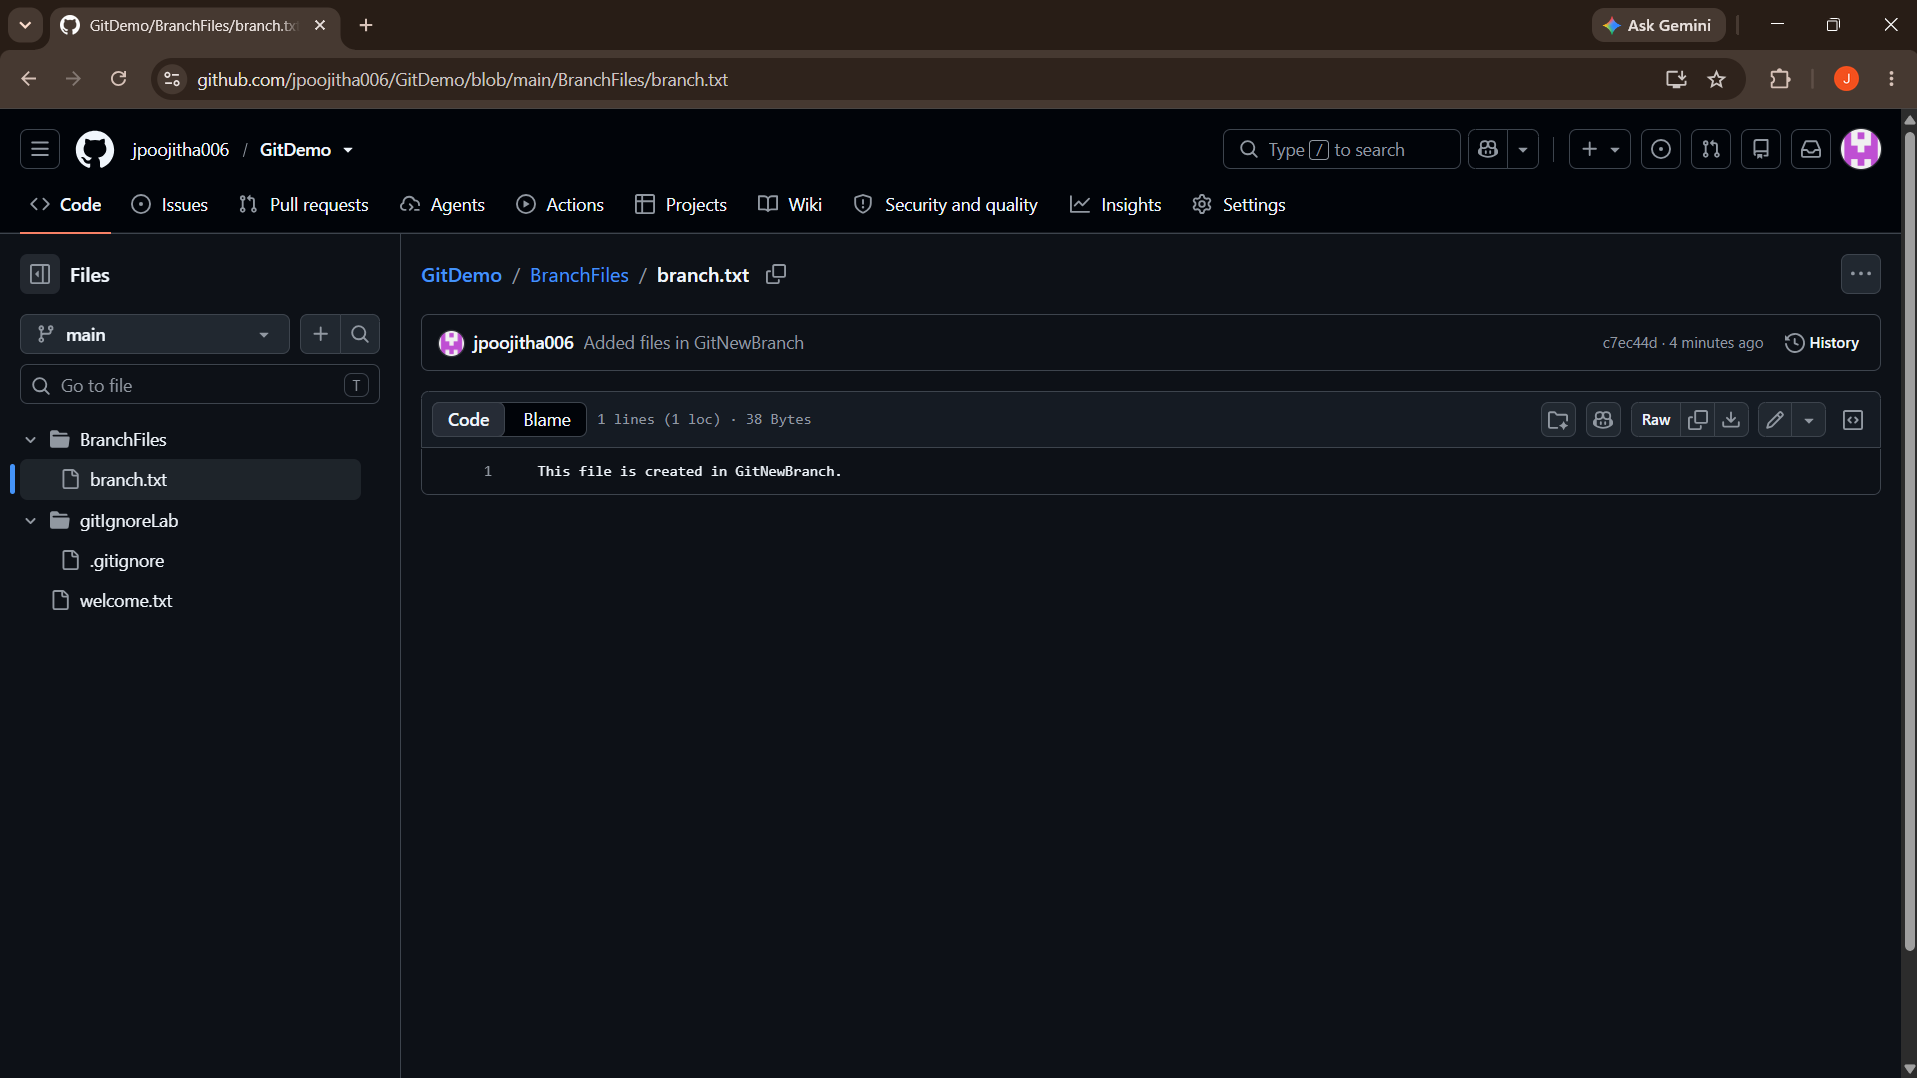 GitDemo/BranchFiles/branch.txt
Ask Gemini
github.com/jpoojitha006/GitDemo/blob/main/BranchFiles/branch.txt
J
jpoojitha006 / GitDemo
Type / to search
Code
Issues
Pull requests
Agents
Actions
Projects
Wiki
Security and quality
Insights
Settings
Files
main
Go to file
T
BranchFiles
branch.txt
gitIgnoreLab
.gitignore
welcome.txt
GitDemo / BranchFiles / branch.txt
jpoojitha006 Added files in GitNewBranch
c7ec44d · 4 minutes ago
History
Code
Blame
1 lines (1 loc) · 38 Bytes
Raw
1 This file is created in GitNewBranch.